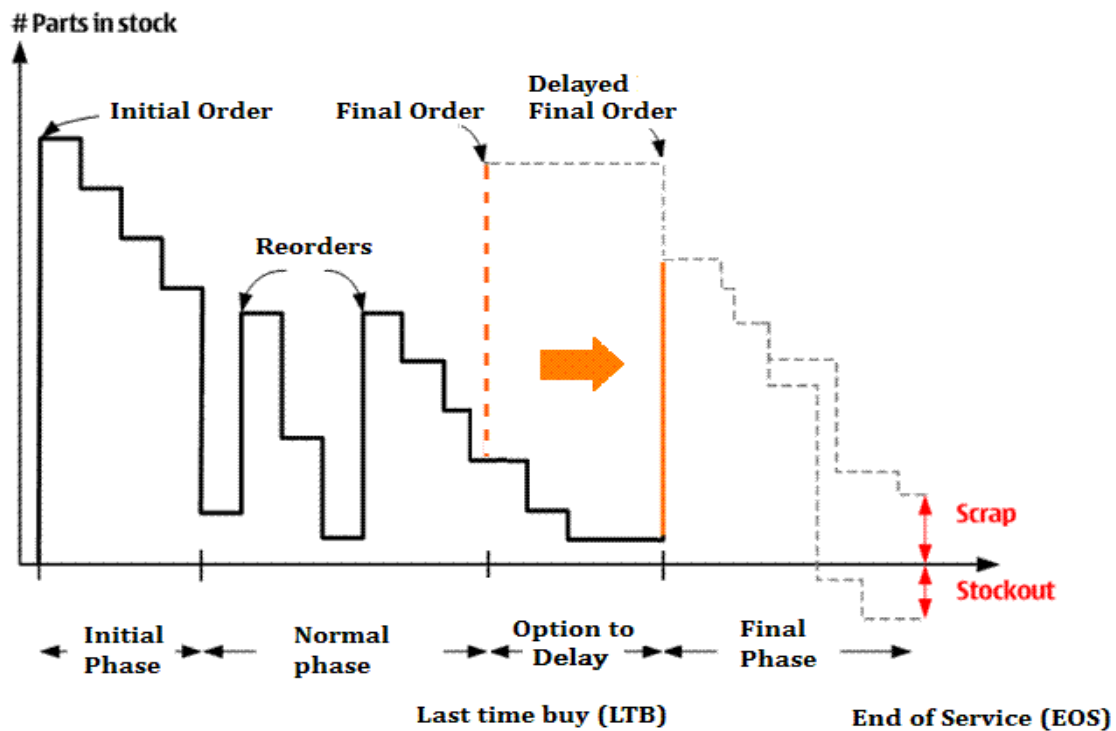 # Parts in stock
Delayed
Initial Order
Final Order
Final Order
Reorders
Scrap
Stockout
Initial
Phase
Normal
phase
Option to
Delay
Final
Phase
Last time buy (LTB)
End of Service (EOS)